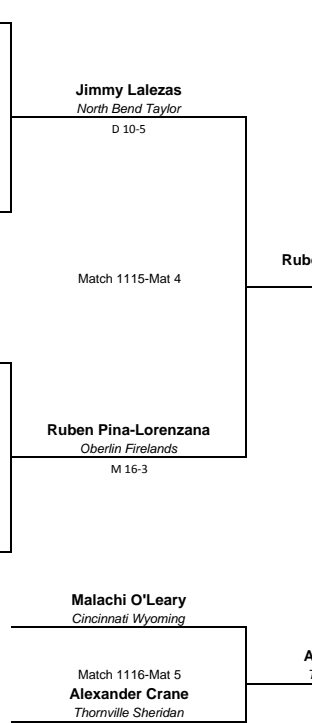 Jimmy Lalezas
North Bend Taylor
D 10-5
Match 1115-Mat 4
Ruben Pina-Lorenzana
Oberlin Firelands
M 16-3
Malachi O'Leary
Cincinnati Wyoming
Match 1116-Mat 5
Alexander Crane
Thornville Sheridan